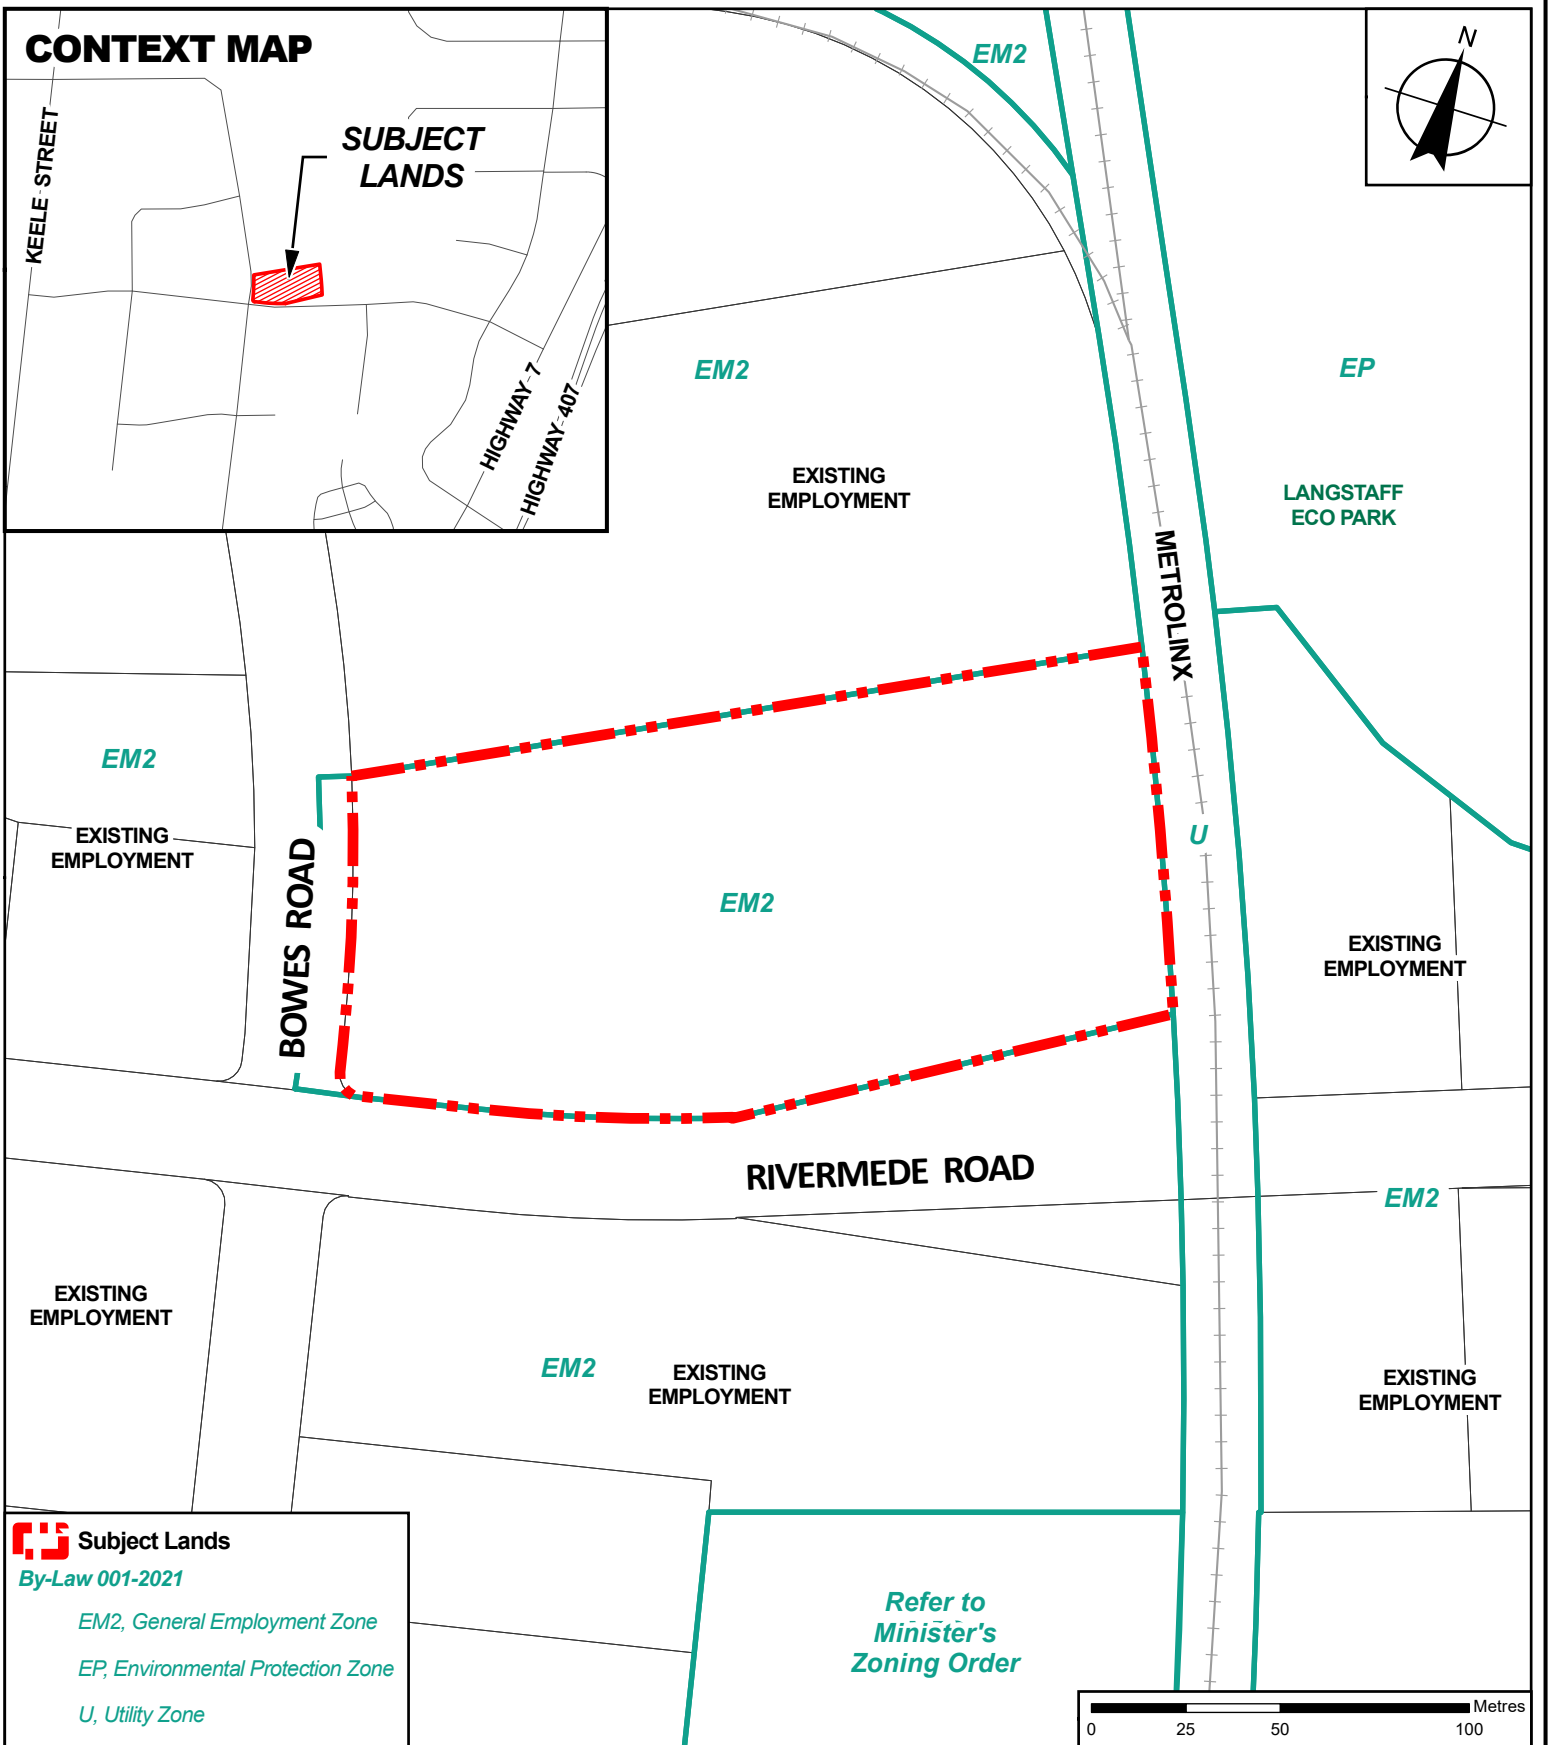 CONTEXT MAP
SUBJECT
LANDS
KEELE STREET
HIGHWAY 7
HIGHWAY 407
N
EM2
EM2
EP
EXISTING
EMPLOYMENT
LANGSTAFF
ECO PARK
METROLINX
EM2
EXISTING
EMPLOYMENT
U
BOWES ROAD
EM2
EXISTING
EMPLOYMENT
RIVERMEDE ROAD
EM2
EXISTING
EMPLOYMENT
EM2
EXISTING
EMPLOYMENT
EXISTING
EMPLOYMENT
Refer to
Minister's
Zoning Order
Subject Lands
By-Law 001-2021
EM2, General Employment Zone
EP, Environmental Protection Zone
U, Utility Zone
Metres
0 25 50 100